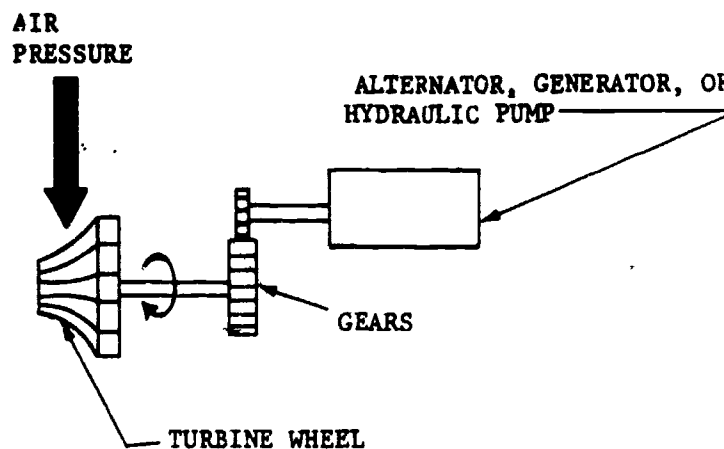 AIR
PRESSURE
ALTERNATOR, GENERATOR, OR
HYDRAULIC PUMP
GEARS
TURBINE WHEEL